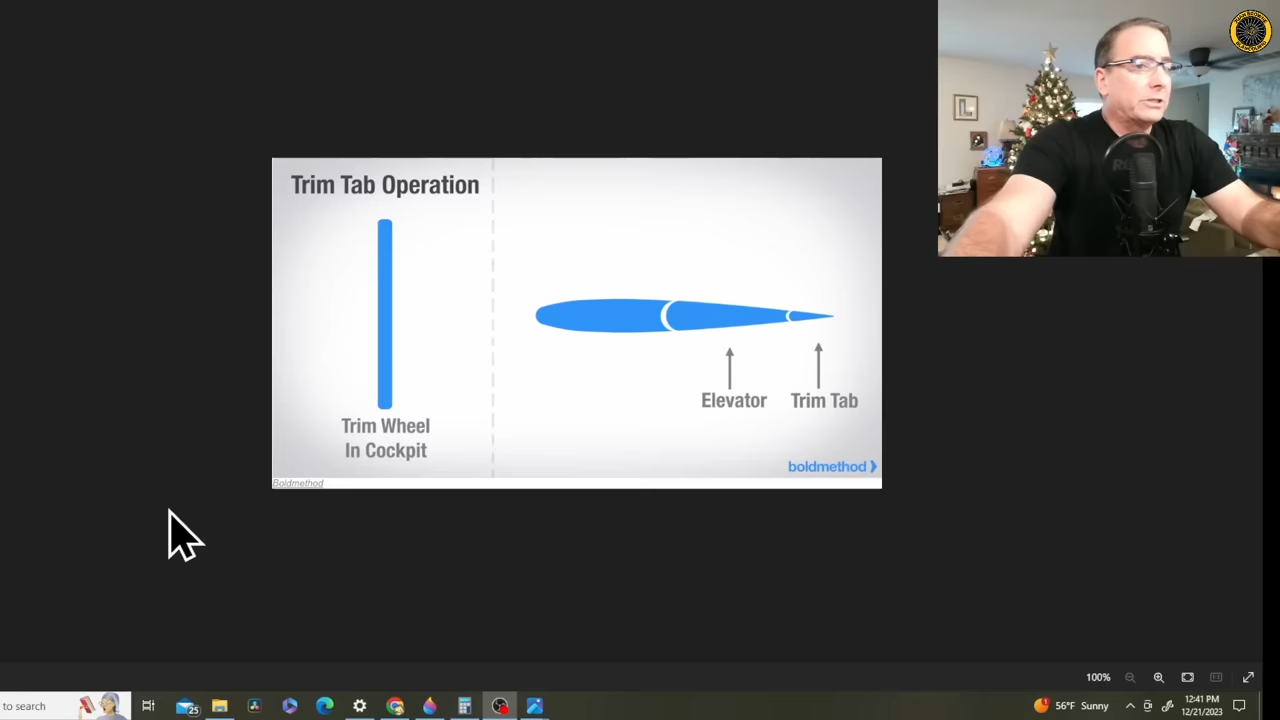 Trim Tab Operation
Trim Wheel
In Cockpit
Elevator
Trim Tab
boldmethod
Boldmethod
100%
to search
25
56°F Sunny
12:41 PM
12/21/2023